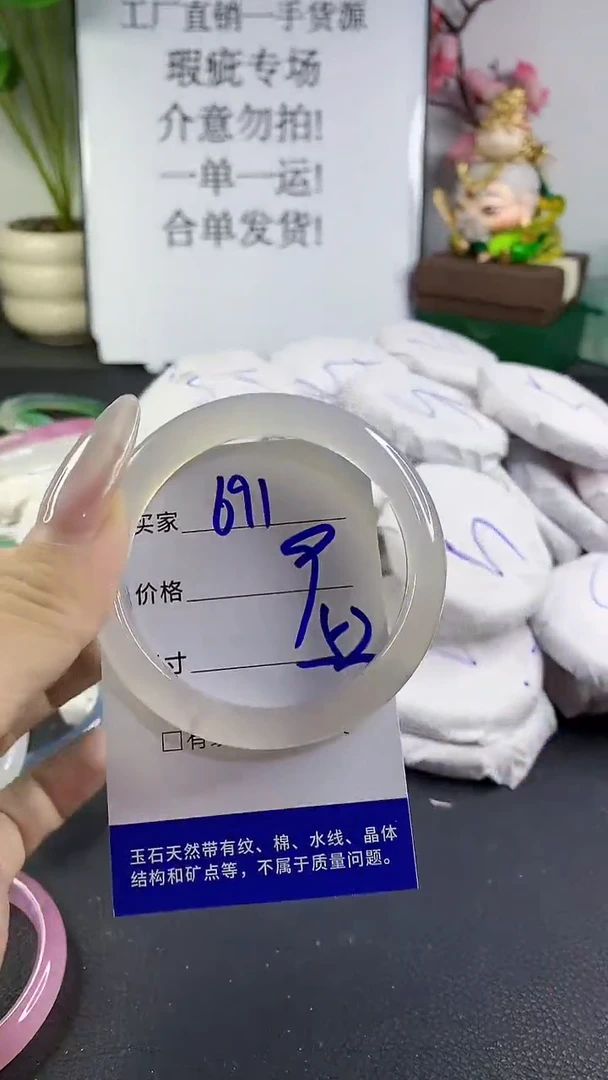 工厂直销一手货源
瑕疵专场
介意勿拍!
一单一运!
合单发货!
买家 691
价格
寸 52
□有
玉石天然带有纹、棉、水线、晶体
结构和矿点等，不属于质量问题。